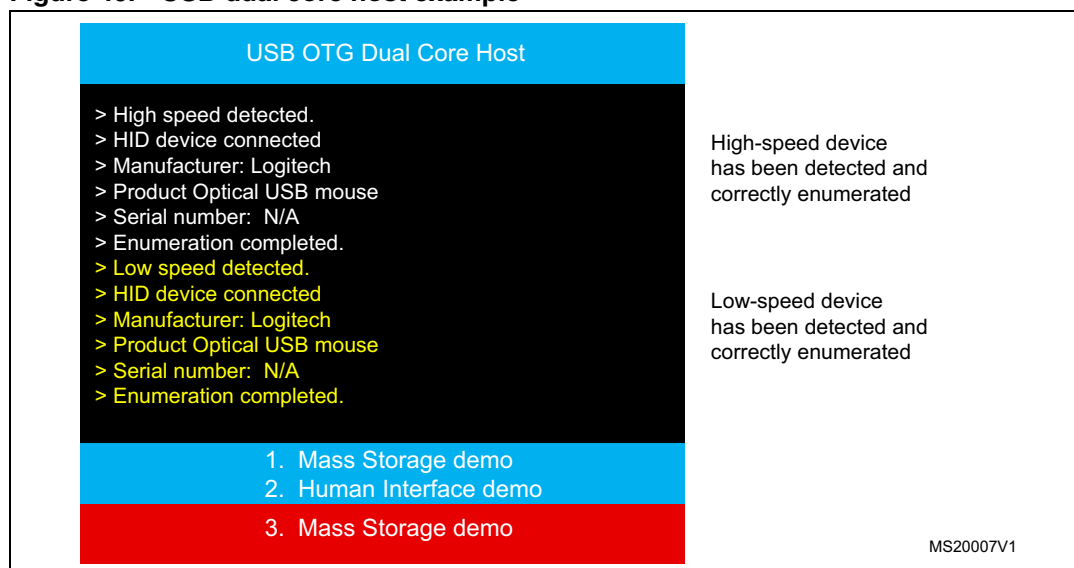 USB OTG Dual Core Host
> High speed detected.
> HID device connected
> Manufacturer: Logitech
> Product Optical USB mouse
> Serial number:  N/A
> Enumeration completed.
> Low speed detected.
> HID device connected
> Manufacturer: Logitech
> Product Optical USB mouse
> Serial number:  N/A
> Enumeration completed.
High-speed device
has been detected and
correctly enumerated
Low-speed device
has been detected and
correctly enumerated
1. Mass Storage demo
2. Human Interface demo
3. Mass Storage demo
MS20007V1